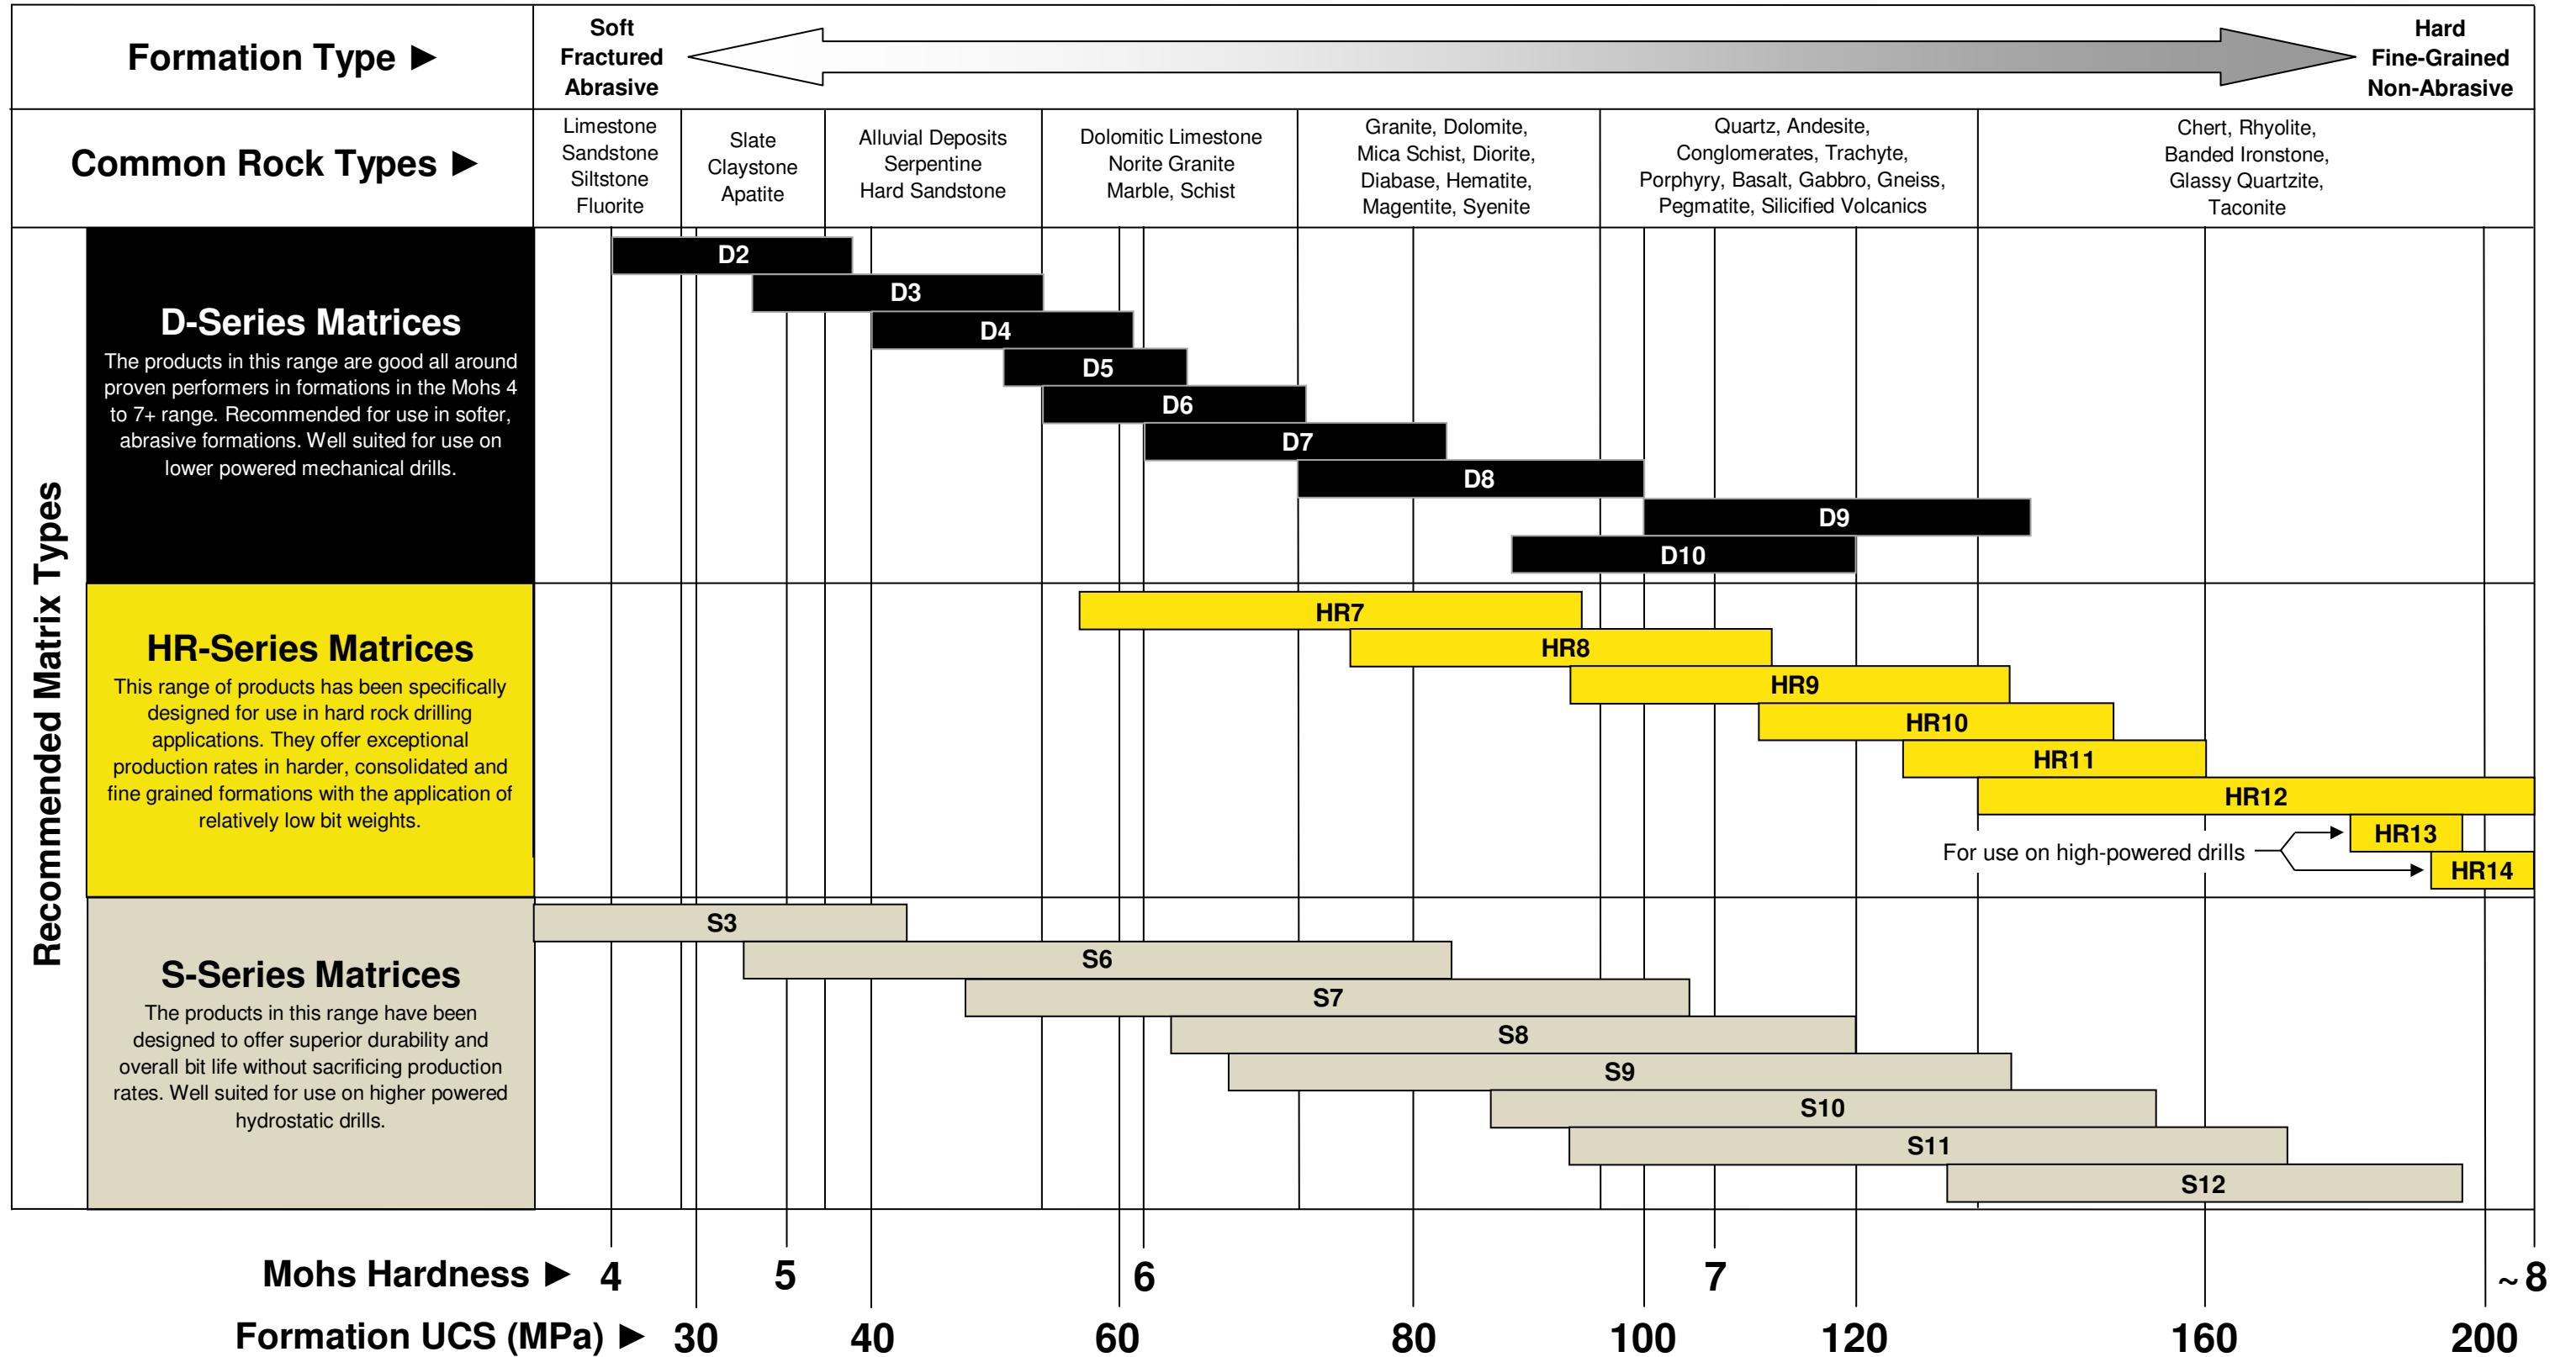 Formation Type ►
Soft
Fractured
Abrasive
Hard
Fine-Grained
Non-Abrasive
Common Rock Types ►
Limestone
Sandstone
Siltstone
Fluorite
Slate
Claystone
Apatite
Alluvial Deposits
Serpentine
Hard Sandstone
Dolomitic Limestone
Norite Granite
Marble, Schist
Granite, Dolomite,
Mica Schist, Diorite,
Diabase, Hematite,
Magentite, Syenite
Quartz, Andesite,
Conglomerates, Trachyte,
Porphyry, Basalt, Gabbro, Gneiss,
Pegmatite, Silicified Volcanics
Chert, Rhyolite,
Banded Ironstone,
Glassy Quartzite,
Taconite
Recommended Matrix Types
D-Series Matrices
The products in this range are good all around
proven performers in formations in the Mohs 4
to 7+ range. Recommended for use in softer,
abrasive formations. Well suited for use on
lower powered mechanical drills.
D2
D3
D4
D5
D6
D7
D8
D9
D10
HR-Series Matrices
This range of products has been specifically
designed for use in hard rock drilling
applications. They offer exceptional
production rates in harder, consolidated and
fine grained formations with the application of
relatively low bit weights.
HR7
HR8
HR9
HR10
HR11
HR12
HR13
For use on high-powered drills
HR14
S-Series Matrices
The products in this range have been
designed to offer superior durability and
overall bit life without sacrificing production
rates. Well suited for use on higher powered
hydrostatic drills.
S3
S6
S7
S8
S9
S10
S11
S12
Mohs Hardness ► 4 5 6 7 ~8
Formation UCS (MPa) ► 30 40 60 80 100 120 160 200